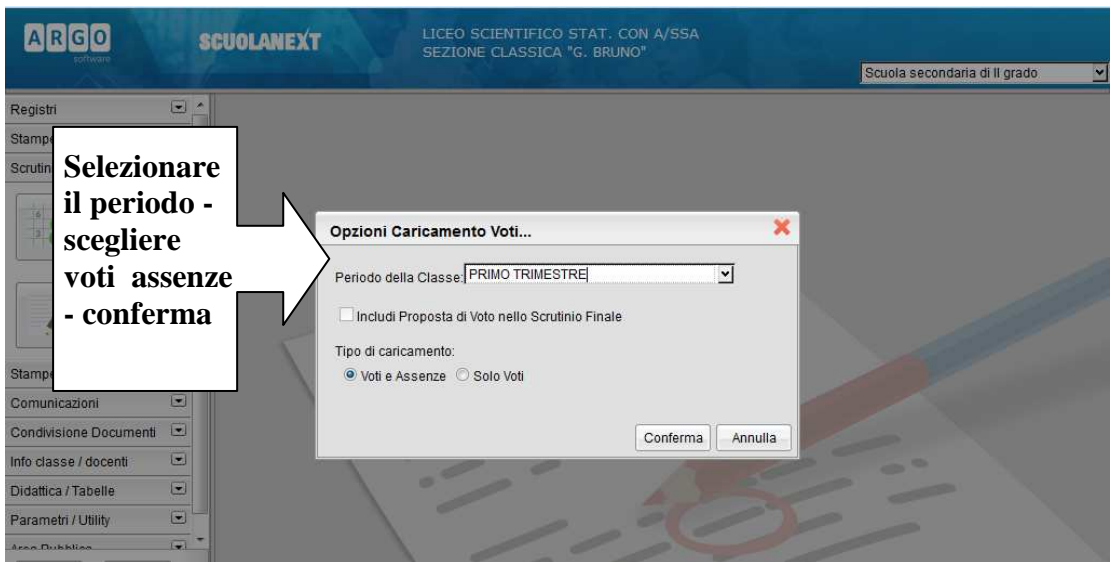 ARGO
software
SCUOLANEXT
LICEO SCIENTIFICO STAT. CON A/SSA
SEZIONE CLASSICA "G. BRUNO"
Scuola secondaria di II grado
Registri
Stampe
Scrutini
Selezionare
il periodo -
scegliere
voti assenze
- conferma
Opzioni Caricamento Voti...
Periodo della Classe: PRIMO TRIMESTRE
Includi Proposta di Voto nello Scrutinio Finale
Tipo di caricamento:
Voti e Assenze Solo Voti
Conferma Annulla
Stampe
Comunicazioni
Condivisione Documenti
Info classe / docenti
Didattica / Tabelle
Parametri / Utility
Area Pubblica